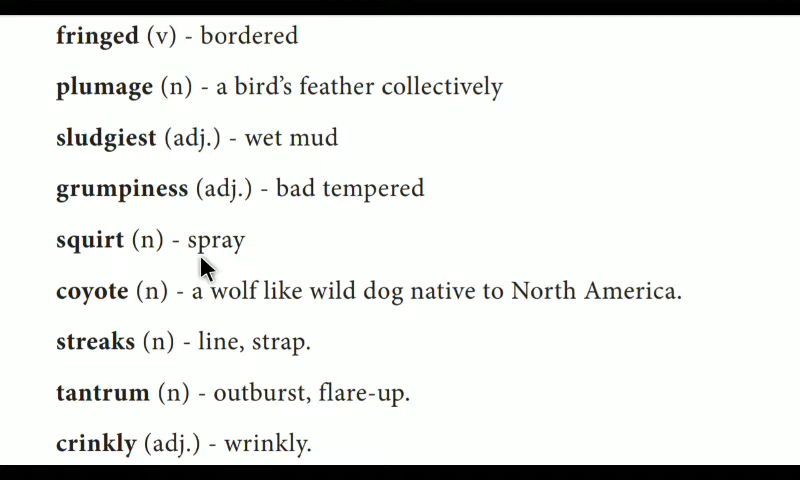 fringed (v) - bordered
plumage (n) - a bird’s feather collectively
sludgiest (adj.) - wet mud
grumpiness (adj.) - bad tempered
squirt (n) - spray
coyote (n) - a wolf like wild dog native to North America.
streaks (n) - line, strap.
tantrum (n) - outburst, flare-up.
crinkly (adj.) - wrinkly.